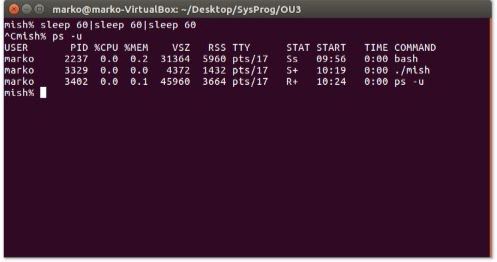 marko@marko-VirtualBox: ~/Desktop/SysProg/OU3
mish% sleep 60|sleep 60|sleep 60
^Cmish% ps -u
USER       PID %CPU %MEM    VSZ   RSS TTY      STAT START   TIME COMMAND
marko     2237  0.0  0.2  31364  5960 pts/17   Ss   09:56   0:00 bash
marko     3329  0.0  0.0   4372  1432 pts/17   S+   10:19   0:00 ./mish
marko     3402  0.0  0.1  45960  3664 pts/17   R+   10:24   0:00 ps -u
mish%